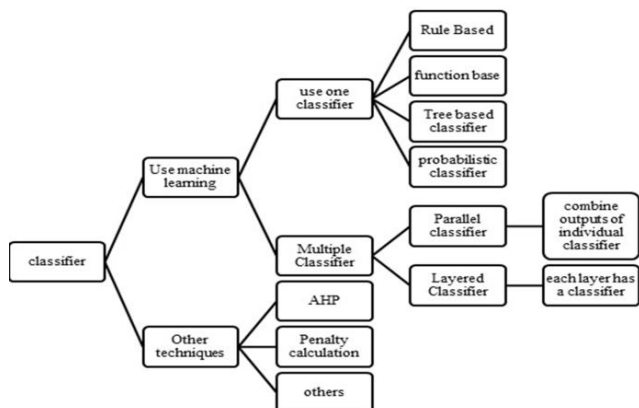 Rule Based
function base
Tree based
classifier
probabilistic
classifier
use one
classifier
Use machine
learning
Parallel
classifier
combine
outputs of
individual
classifier
Multiple
Classifier
Layered
Classifier
each layer has
a classifier
classifier
AHP
Other
techniques
Penalty
calculation
others